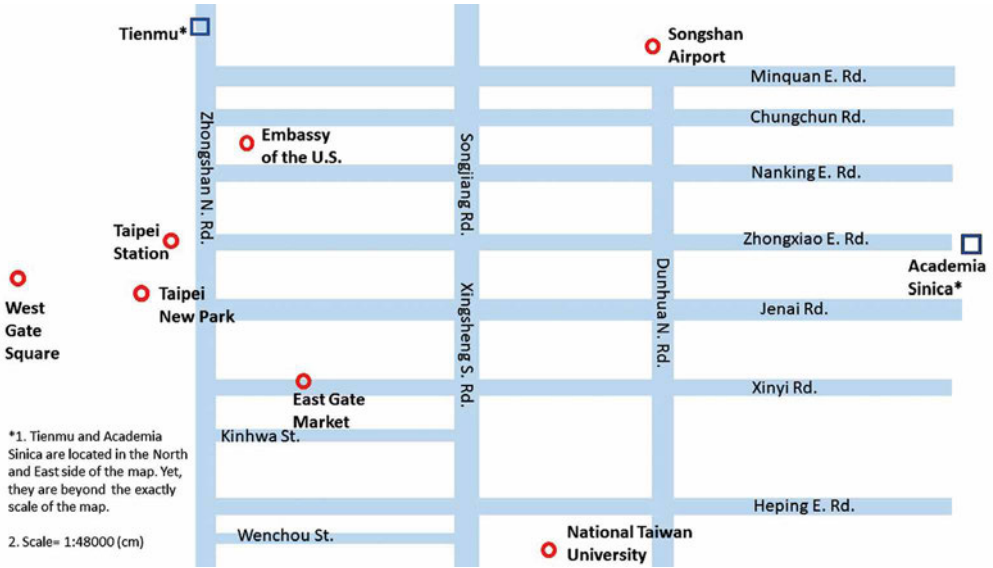 Tienmu*
Songshan
Airport
Minquan E. Rd.
Chungchun Rd.
Zhongshan N. Rd.
Embassy
of the U.S.
Songjiang Rd.
Nanking E. Rd.
Taipei
Station
Zhongxiao E. Rd.
Academia
Sinica*
West
Gate
Square
Taipei
New Park
Xingsheng S. Rd.
Dunhua N. Rd.
Jenai Rd.
East Gate
Market
Xinyi Rd.
Kinhwa St.
*1. Tienmu and Academia
Sinica are located in the North
and East side of the map. Yet,
they are beyond the exactly
scale of the map.
2. Scale= 1:48000 (cm)
Heping E. Rd.
Wenchou St.
National Taiwan
University